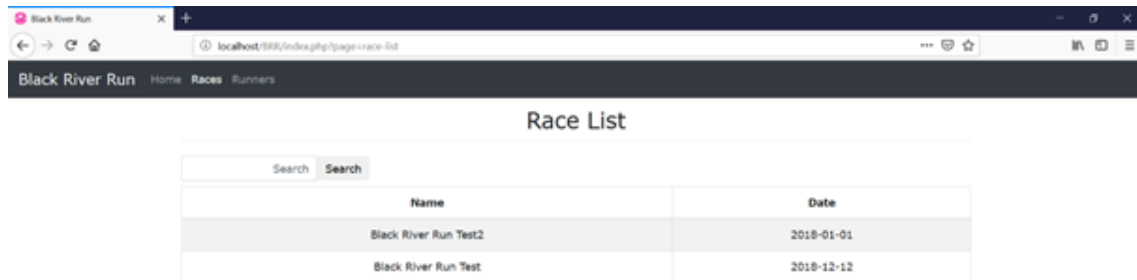 Black River Run
localhost/BRR/index.php?page=race-list
Black River Run Home Races Runners
Race List
Search Search
Name Date
Black River Run Test2 2018-01-01
Black River Run Test 2018-12-12